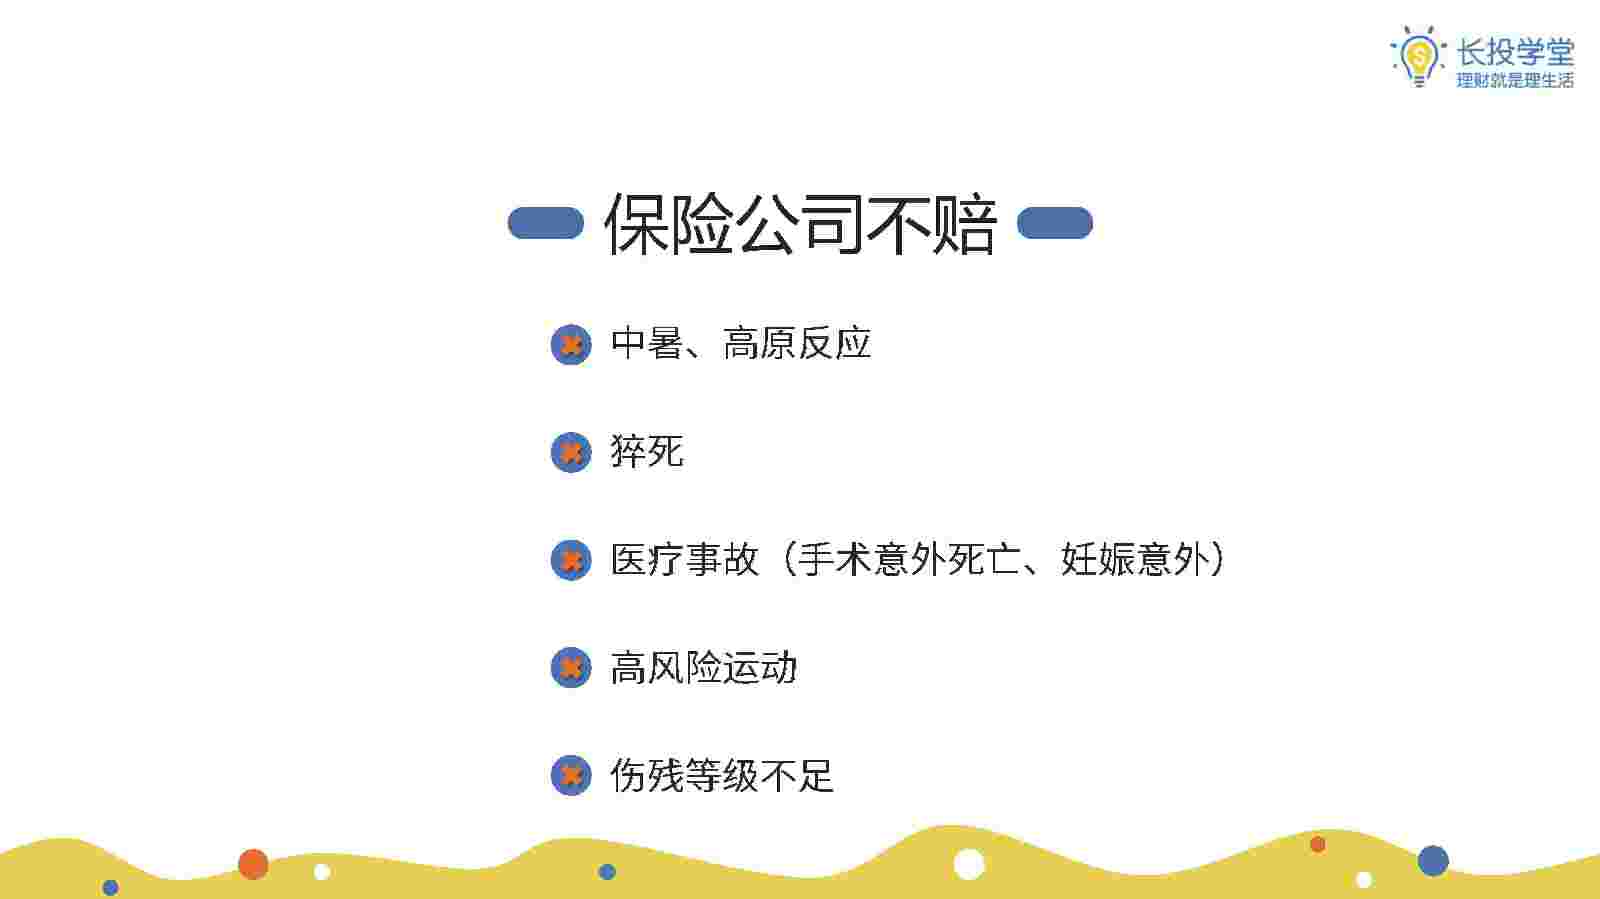 长投学堂
理财就是理生活
保险公司不赔
中暑、高原反应
猝死
医疗事故（手术意外死亡、妊娠意外）
高风险运动
伤残等级不足